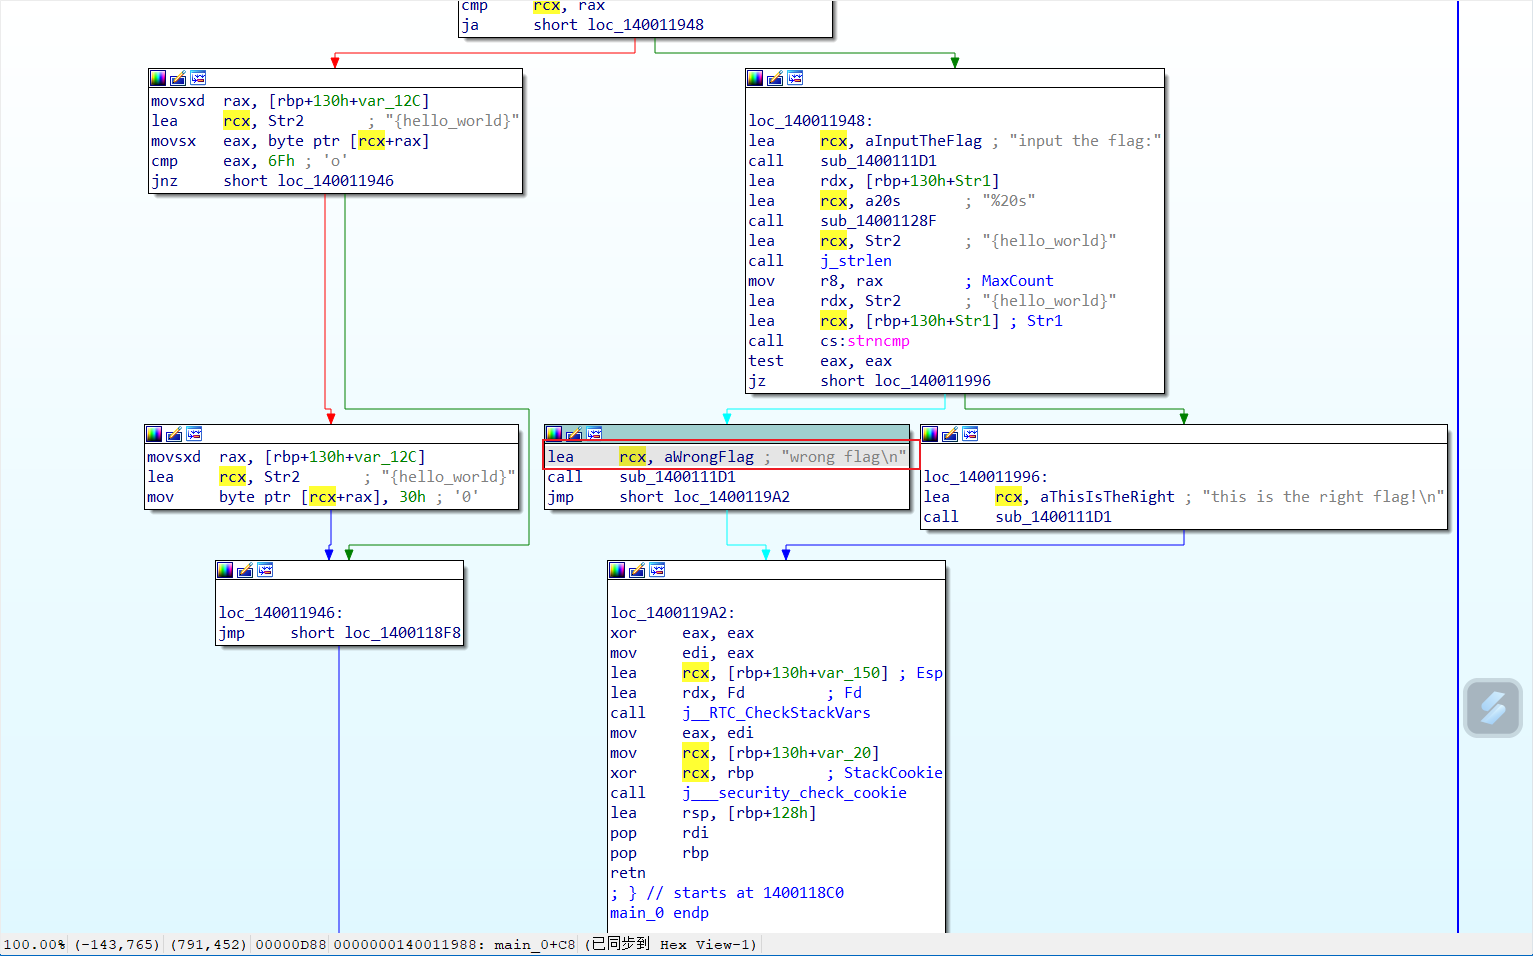 cmp rcx, rax
ja short loc_140011948
movsxd rax, [rbp+130h+var_12C]
lea rcx, Str2 ; "{hello_world}"
movsx eax, byte ptr [rcx+rax]
cmp eax, 6Fh ; 'o'
jnz short loc_140011946
loc_140011948:
lea rcx, aInputTheFlag ; "input the flag:"
call sub_1400111D1
lea rdx, [rbp+130h+Str1]
lea rcx, a20s ; "%20s"
call sub_14001128F
lea rcx, Str2 ; "{hello_world}"
call j_strlen
mov r8, rax ; MaxCount
lea rdx, Str2 ; "{hello_world}"
lea rcx, [rbp+130h+Str1] ; Str1
call cs:strncmp
test eax, eax
jz short loc_140011996
movsxd rax, [rbp+130h+var_12C]
lea rcx, Str2 ; "{hello_world}"
mov byte ptr [rcx+rax], 30h ; '0'
lea rcx, aWrongFlag ; "wrong flag\n"
call sub_1400111D1
jmp short loc_1400119A2
loc_140011996:
lea rcx, aThisIsTheRight ; "this is the right flag!\n"
call sub_1400111D1
loc_140011946:
jmp short loc_1400118F8
loc_1400119A2:
xor eax, eax
mov edi, eax
lea rcx, [rbp+130h+var_150] ; Esp
lea rdx, Fd ; Fd
call j__RTC_CheckStackVars
mov eax, edi
mov rcx, [rbp+130h+var_20]
xor rcx, rbp ; StackCookie
call j___security_check_cookie
lea rsp, [rbp+128h]
pop rdi
pop rbp
retn
; } // starts at 1400118C0
main_0 endp
100.00% (-143,765) (791,452) 00000D88 0000000140011988: main_0+C8 (已同步到 Hex View-1)